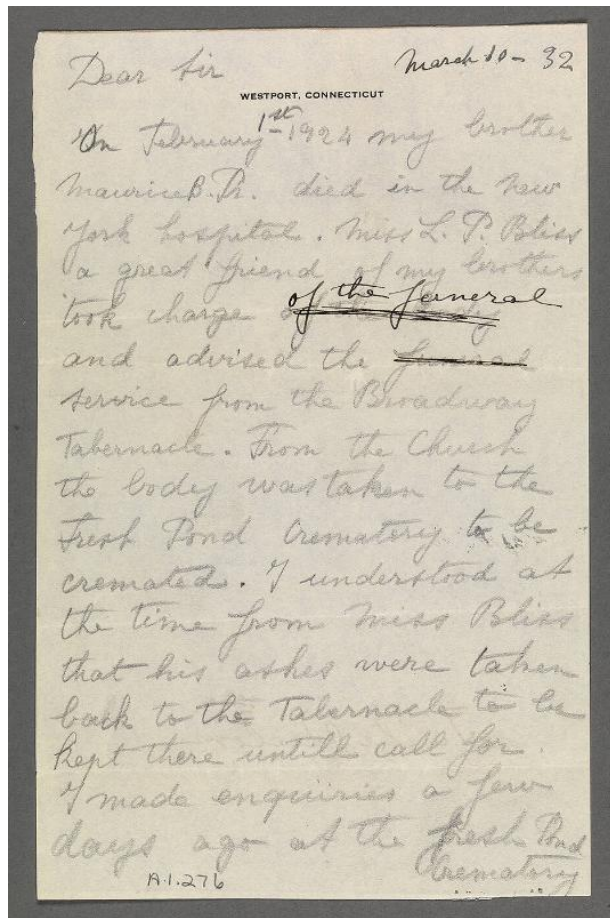 March 10 - 32
Dear Sir
WESTPORT, CONNECTICUT
On February 1st 1924 my brother
Maurice B. Pr. died in the New
York hospital. Miss L. P. Bliss
a great friend of my brothers
took charge of the funeral
and advised the funeral
service from the Broadway
Tabernacle. From the Church
the body was taken to the
Fresh Pond Crematery to be
cremated. I understood at
the time from Miss Bliss
that his ashes were taken
back to the Tabernacle to be
kept there untill call for.
I made enquiries a few
days ago at the fresh Pond
Crematery
A.1.276